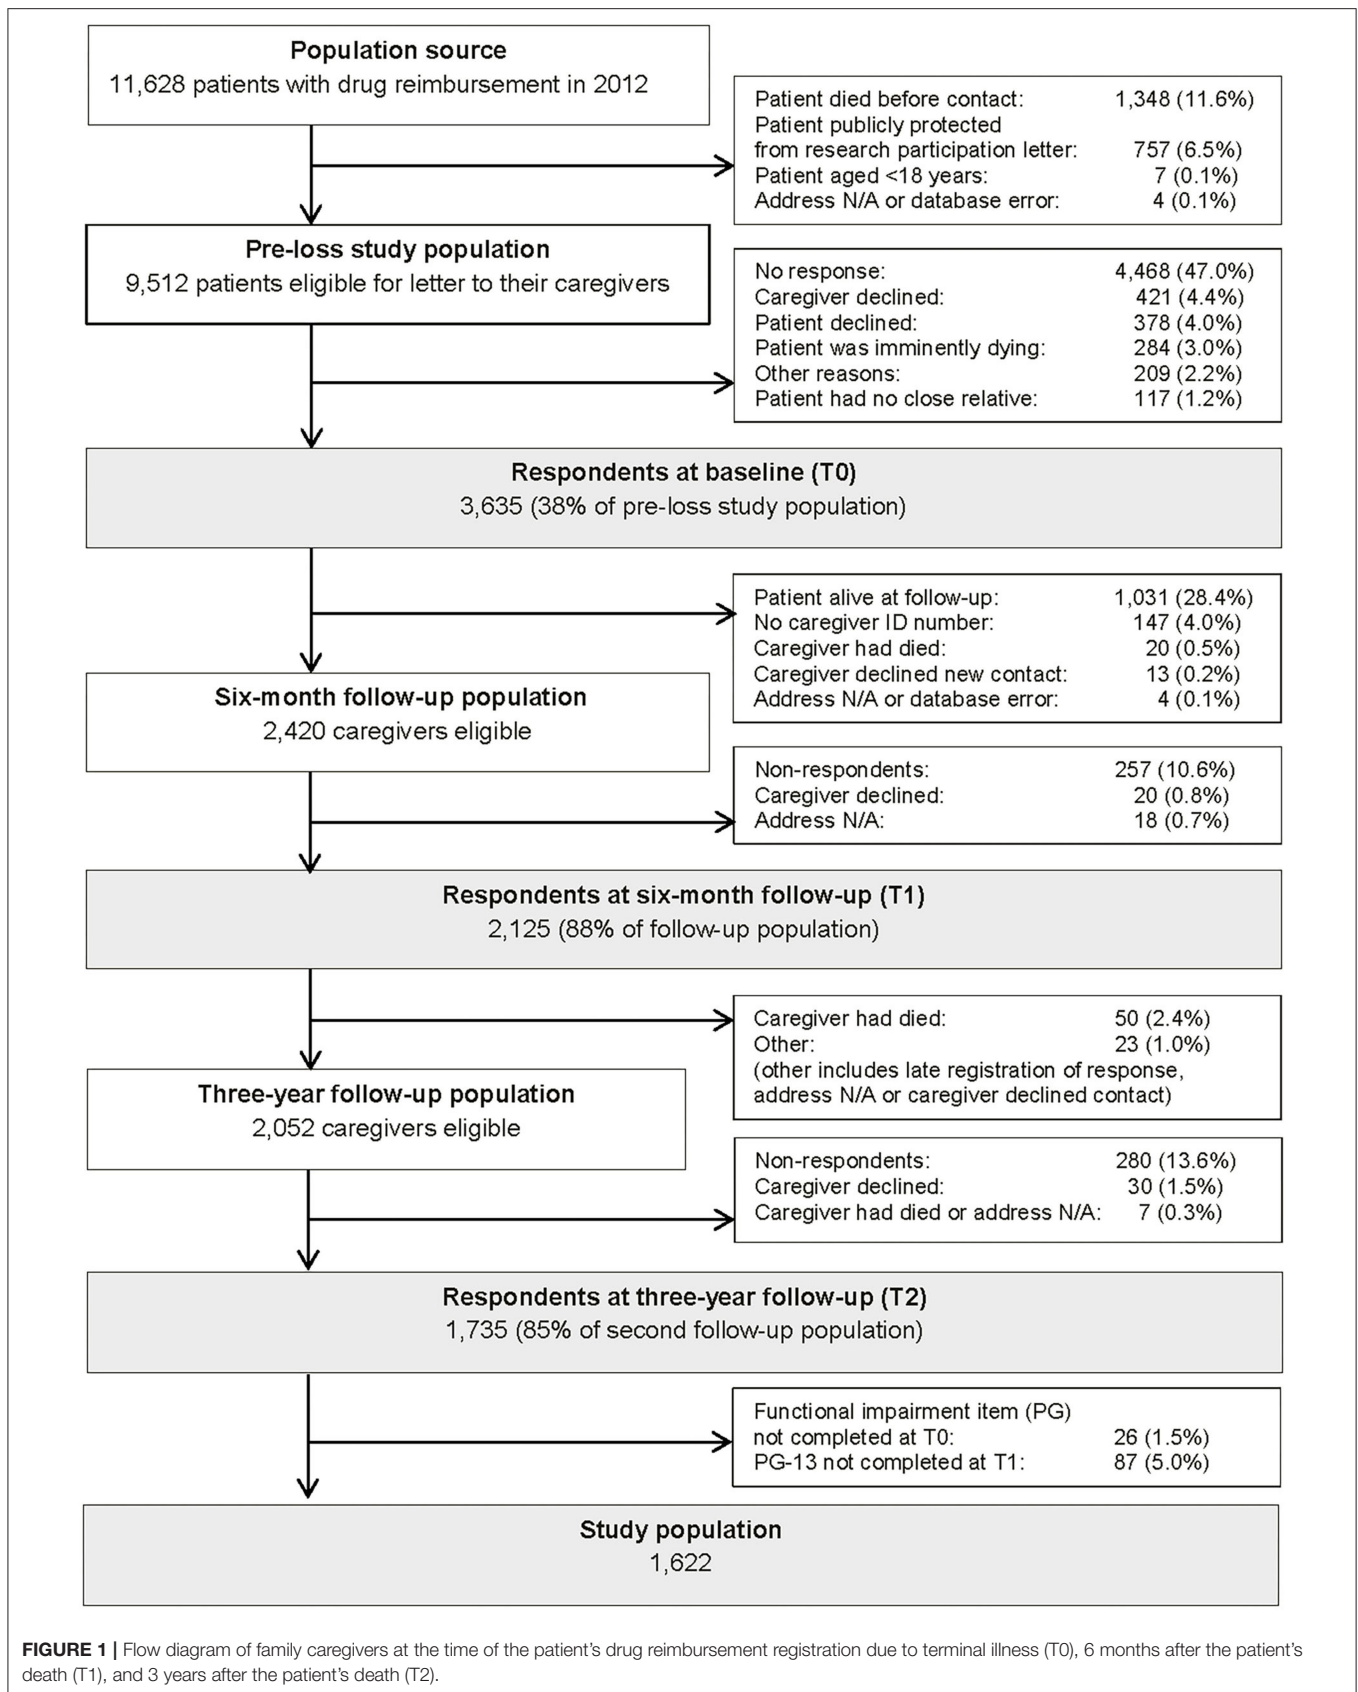 Population source
11,628 patients with drug reimbursement in 2012
Patient died before contact: 1,348 (11.6%)
Patient publicly protected
from research participation letter: 757 (6.5%)
Patient aged <18 years: 7 (0.1%)
Address N/A or database error: 4 (0.1%)
Pre-loss study population
9,512 patients eligible for letter to their caregivers
No response: 4,468 (47.0%)
Caregiver declined: 421 (4.4%)
Patient declined: 378 (4.0%)
Patient was imminently dying: 284 (3.0%)
Other reasons: 209 (2.2%)
Patient had no close relative: 117 (1.2%)
Respondents at baseline (T0)
3,635 (38% of pre-loss study population)
Patient alive at follow-up: 1,031 (28.4%)
No caregiver ID number: 147 (4.0%)
Caregiver had died: 20 (0.5%)
Caregiver declined new contact: 13 (0.2%)
Address N/A or database error: 4 (0.1%)
Six-month follow-up population
2,420 caregivers eligible
Non-respondents: 257 (10.6%)
Caregiver declined: 20 (0.8%)
Address N/A: 18 (0.7%)
Respondents at six-month follow-up (T1)
2,125 (88% of follow-up population)
Caregiver had died: 50 (2.4%)
Other: 23 (1.0%)
(other includes late registration of response,
address N/A or caregiver declined contact)
Three-year follow-up population
2,052 caregivers eligible
Non-respondents: 280 (13.6%)
Caregiver declined: 30 (1.5%)
Caregiver had died or address N/A: 7 (0.3%)
Respondents at three-year follow-up (T2)
1,735 (85% of second follow-up population)
Functional impairment item (PG)
not completed at T0: 26 (1.5%)
PG-13 not completed at T1: 87 (5.0%)
Study population
1,622
FIGURE 1 | Flow diagram of family caregivers at the time of the patient's drug reimbursement registration due to terminal illness (T0), 6 months after the patient's
death (T1), and 3 years after the patient's death (T2).